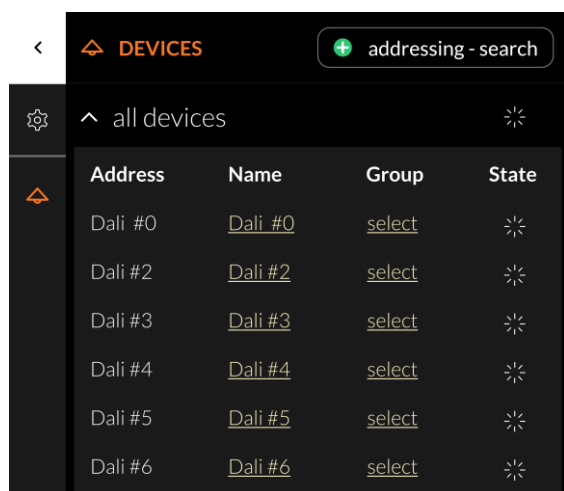 DEVICES addressing - search
all devices
Address Name Group State
Dali #0 Dali #0 select
Dali #2 Dali #2 select
Dali #3 Dali #3 select
Dali #4 Dali #4 select
Dali #5 Dali #5 select
Dali #6 Dali #6 select